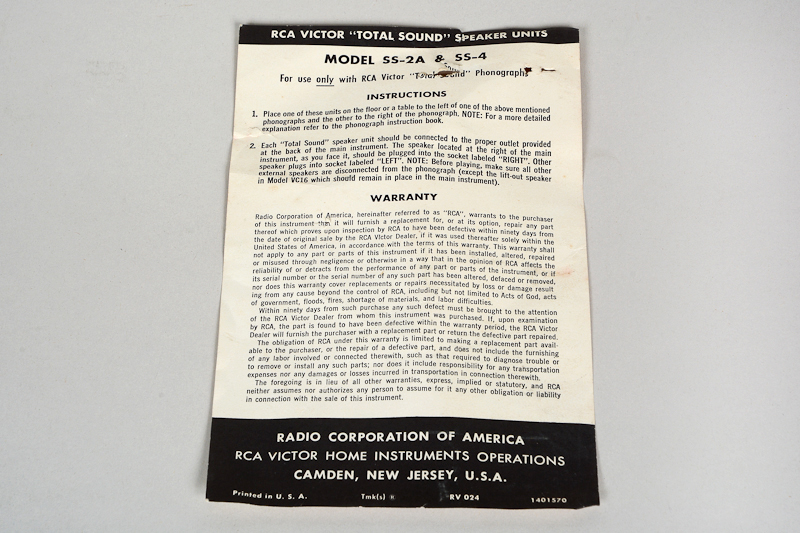 RCA VICTOR "TOTAL SOUND" SPEAKER UNITS
MODEL SS-2A & SS-4
For use only with RCA Victor "Total Sound" Phonographs
INSTRUCTIONS
1. Place one of these units on the floor or a table to the left of one of the above mentioned
phonographs and the other to the right of the phonograph. NOTE: For a more detailed
explanation refer to the phonograph instruction book.
2. Each "Total Sound" speaker unit should be connected to the proper outlet provided
at the back of the main instrument. The speaker located at the right of the main
instrument, as you face it, should be plugged into the socket labeled "RIGHT". Other
speaker plugs into socket labeled "LEFT". NOTE: Before playing, make sure all other
external speakers are disconnected from the phonograph (except the lift-out speaker
in Model VC16 which should remain in place in the main instrument).
WARRANTY
Radio Corporation of America, hereinafter referred to as "RCA", warrants to the purchaser
of this instrument that it will furnish a replacement for, or at its option, repair any part
thereof which proves upon inspection by RCA to have been defective within ninety days from
the date of original sale by the RCA Victor Dealer, if it was used thereafter solely within the
United States of America, in accordance with the terms of this warranty. This warranty shall
not apply to any part or parts of this instrument if it has been installed, altered, repaired
or misused through negligence or otherwise in a way that in the opinion of RCA affects the
reliability of or detracts from the performance of any part or parts of the instrument, or if
its serial number or the serial number of any such part has been altered, defaced or removed,
nor does this warranty cover replacements or repairs necessitated by loss or damage result
ing from any cause beyond the control of RCA, including but not limited to Acts of God, acts
of government, floods, fires, shortage of materials, and labor difficulties.
Within ninety days from such purchase any such defect must be brought to the attention
of the RCA Victor Dealer from whom this instrument was purchased. If, upon examination
by RCA, the part is found to have been defective within the warranty period, the RCA Victor
Dealer will furnish the purchaser with a replacement part or return the defective part repaired.
The obligation of RCA under this warranty is limited to making a replacement part avail-
able to the purchaser, or the repair of a defective part, and does not include the furnishing
of any labor involved or connected therewith, such as that required to diagnose trouble or
to remove or install any such parts; nor does it include responsibility for any transportation
expenses nor any damages or losses incurred in transportation in connection therewith.
The foregoing is in lieu of all other warranties, express, implied or statutory, and RCA
neither assumes nor authorizes any person to assume for it any other obligation or liability
in connection with the sale of this instrument.
RADIO CORPORATION OF AMERICA
RCA VICTOR HOME INSTRUMENTS OPERATIONS
CAMDEN, NEW JERSEY, U.S.A.
Printed in U. S. A. Tmk(s) ® RV 024 1401570